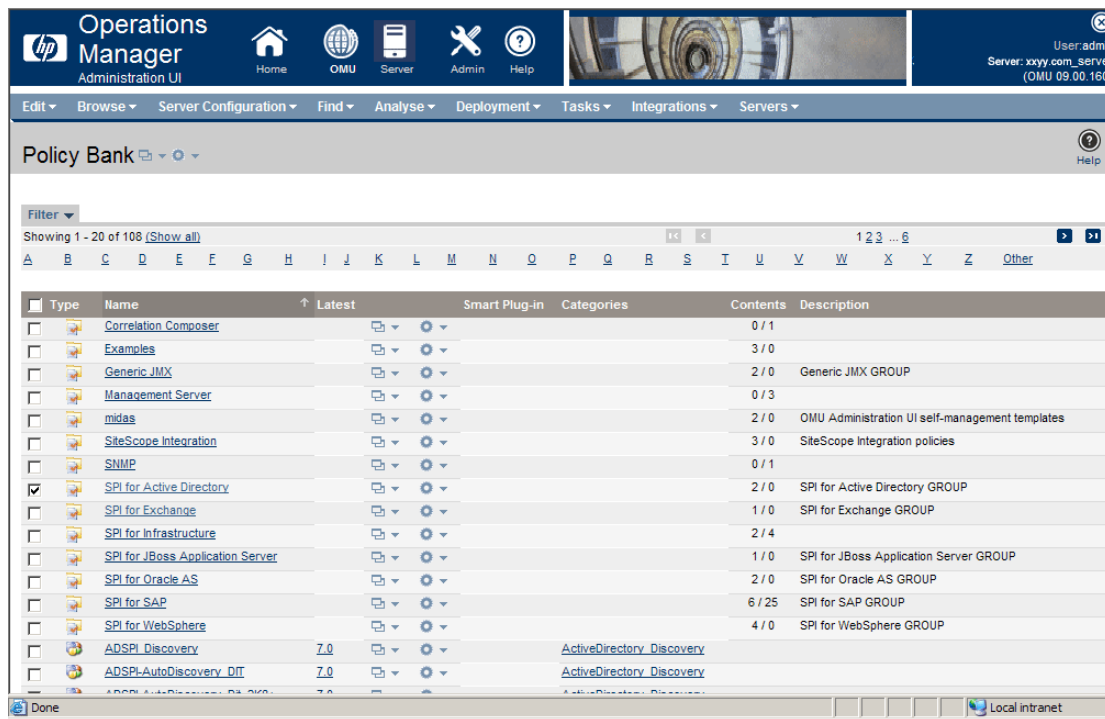 hp
Operations
Manager
Administration UI
Home OMU Server Admin Help
User:adm
Server: xxyy.com_serve
(OMU 09.00.160
Edit Browse Server Configuration Find Analyse Deployment Tasks Integrations Servers
Policy Bank
Help
Filter
Showing 1 - 20 of 108 (Show all) 1 2 3 ... 6
A B C D E F G H I J K L M N O P Q R S T U V W X Y Z Other
Type Name Latest Smart Plug-in Categories Contents Description
Correlation Composer 0 / 1
Examples 3 / 0
Generic JMX 2 / 0 Generic JMX GROUP
Management Server 0 / 3
midas 2 / 0 OMU Administration UI self-management templates
SiteScope Integration 3 / 0 SiteScope Integration policies
SNMP 0 / 1
SPI for Active Directory 2 / 0 SPI for Active Directory GROUP
SPI for Exchange 1 / 0 SPI for Exchange GROUP
SPI for Infrastructure 2 / 4
SPI for JBoss Application Server 1 / 0 SPI for JBoss Application Server GROUP
SPI for Oracle AS 2 / 0 SPI for Oracle AS GROUP
SPI for SAP 6 / 25 SPI for SAP GROUP
SPI for WebSphere 4 / 0 SPI for WebSphere GROUP
ADSPI_Discovery 7.0 ActiveDirectory_Discovery
ADSPI-AutoDiscovery_DIT 7.0 ActiveDirectory_Discovery
Done Local intranet